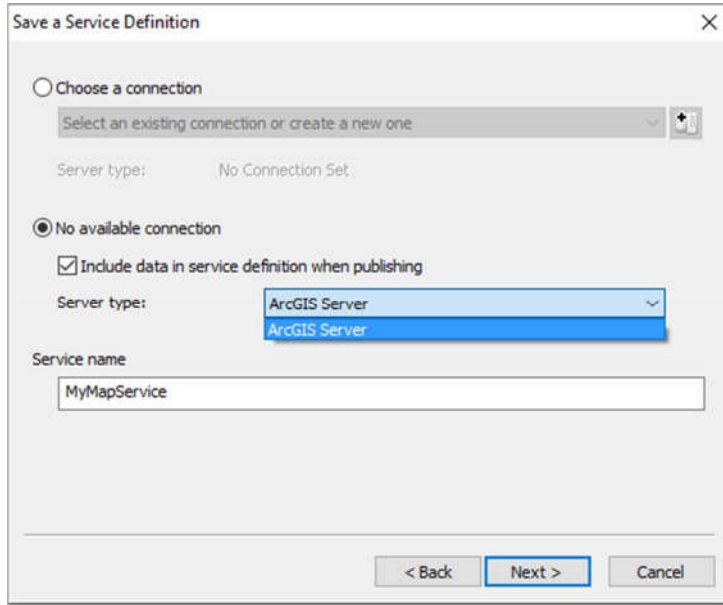 Save a Service Definition
Choose a connection
Select an existing connection or create a new one
Server type: No Connection Set
No available connection
Include data in service definition when publishing
Server type: ArcGIS Server
ArcGIS Server
Service name
MyMapService
< Back Next > Cancel